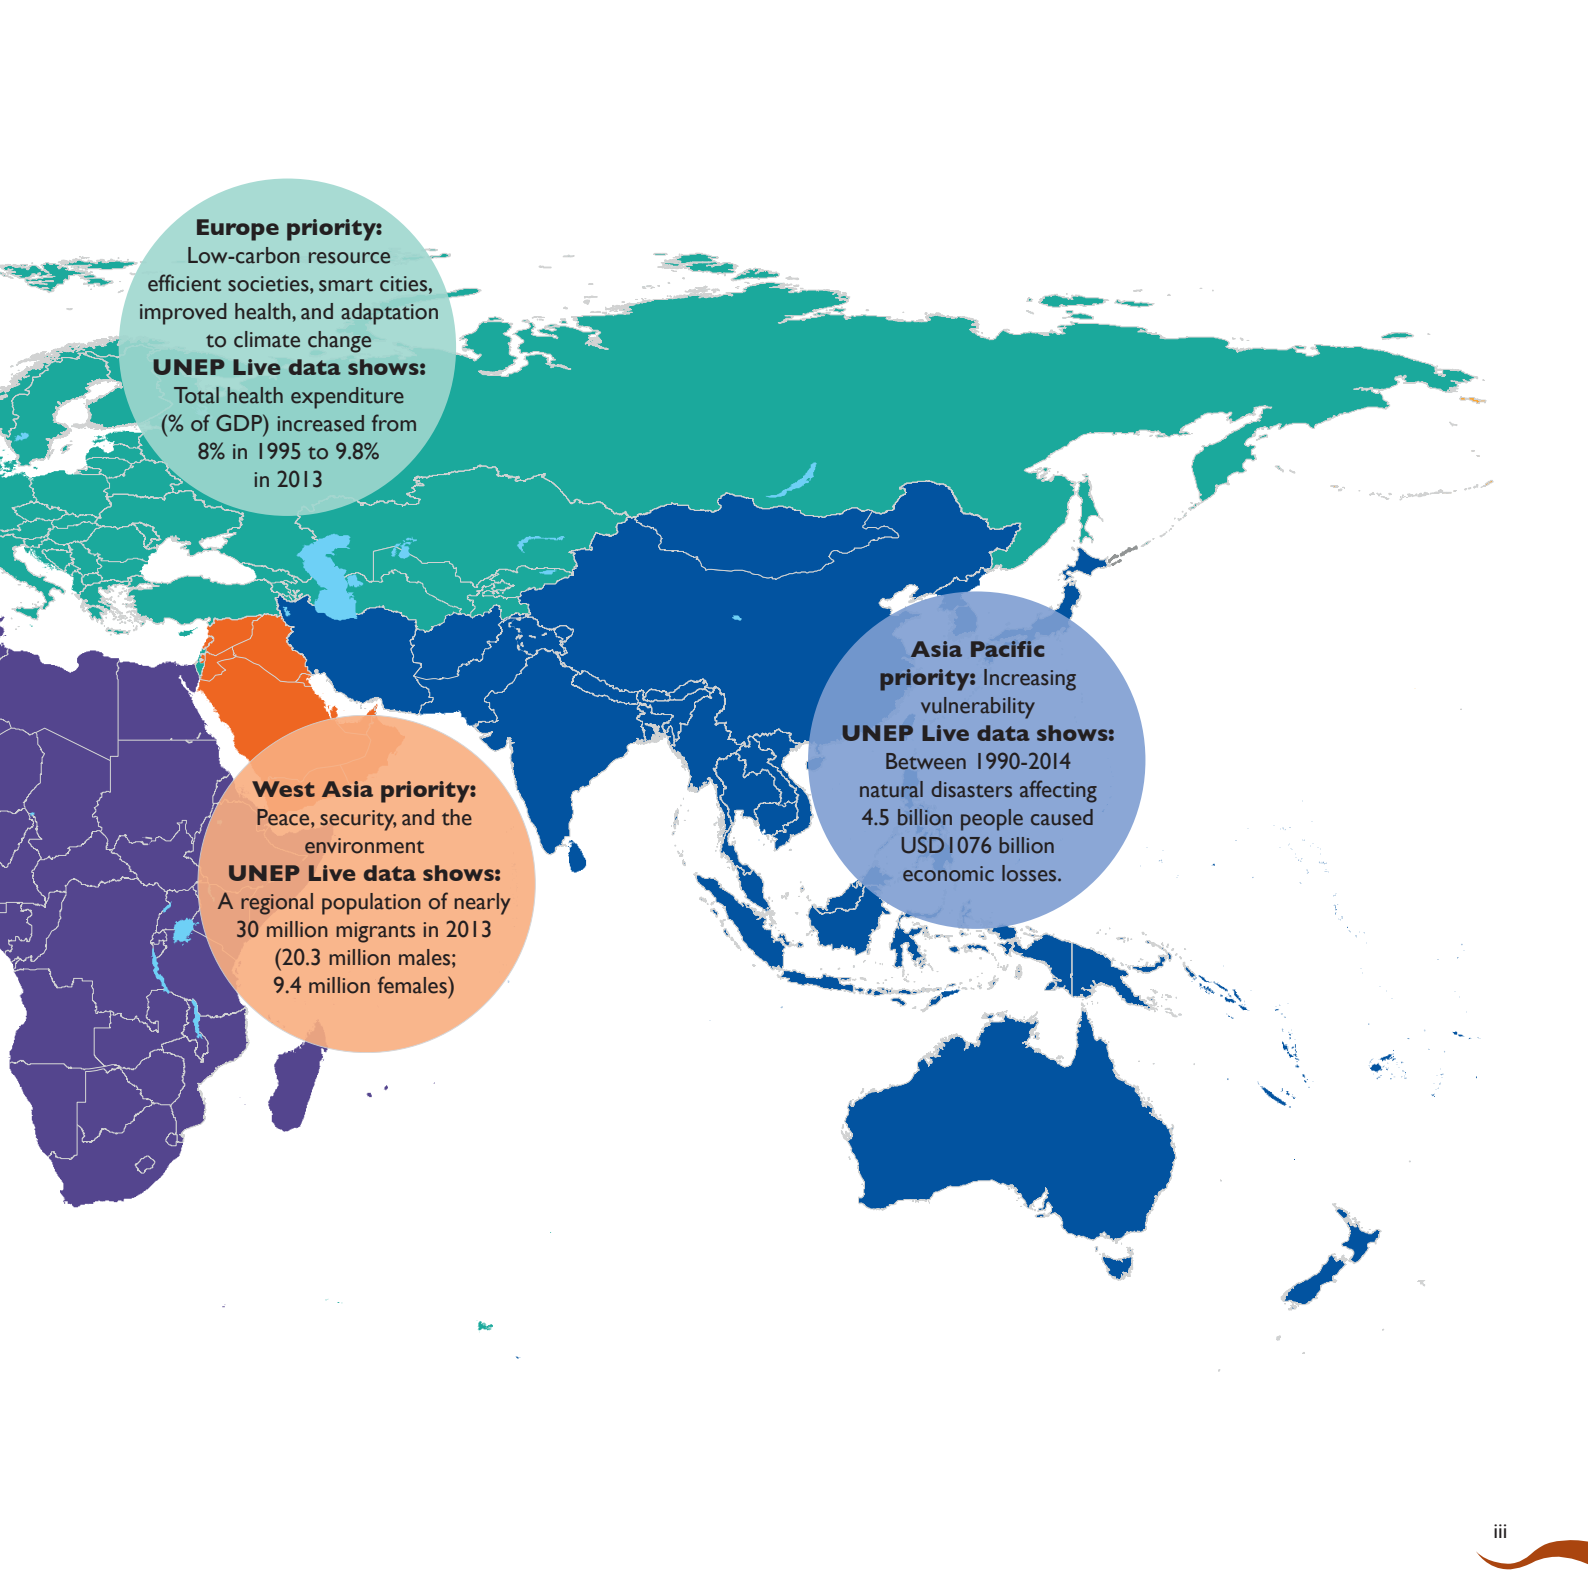 Europe priority:
Low-carbon resource
efficient societies, smart cities,
improved health, and adaptation
to climate change
UNEP Live data shows:
Total health expenditure
(% of GDP) increased from
8% in 1995 to 9.8%
in 2013
Asia Pacific
priority: Increasing
vulnerability
UNEP Live data shows:
Between 1990-2014
natural disasters affecting
4.5 billion people caused
USD1076 billion
economic losses.
West Asia priority:
Peace, security, and the
environment
UNEP Live data shows:
A regional population of nearly
30 million migrants in 2013
(20.3 million males;
9.4 million females)
iii